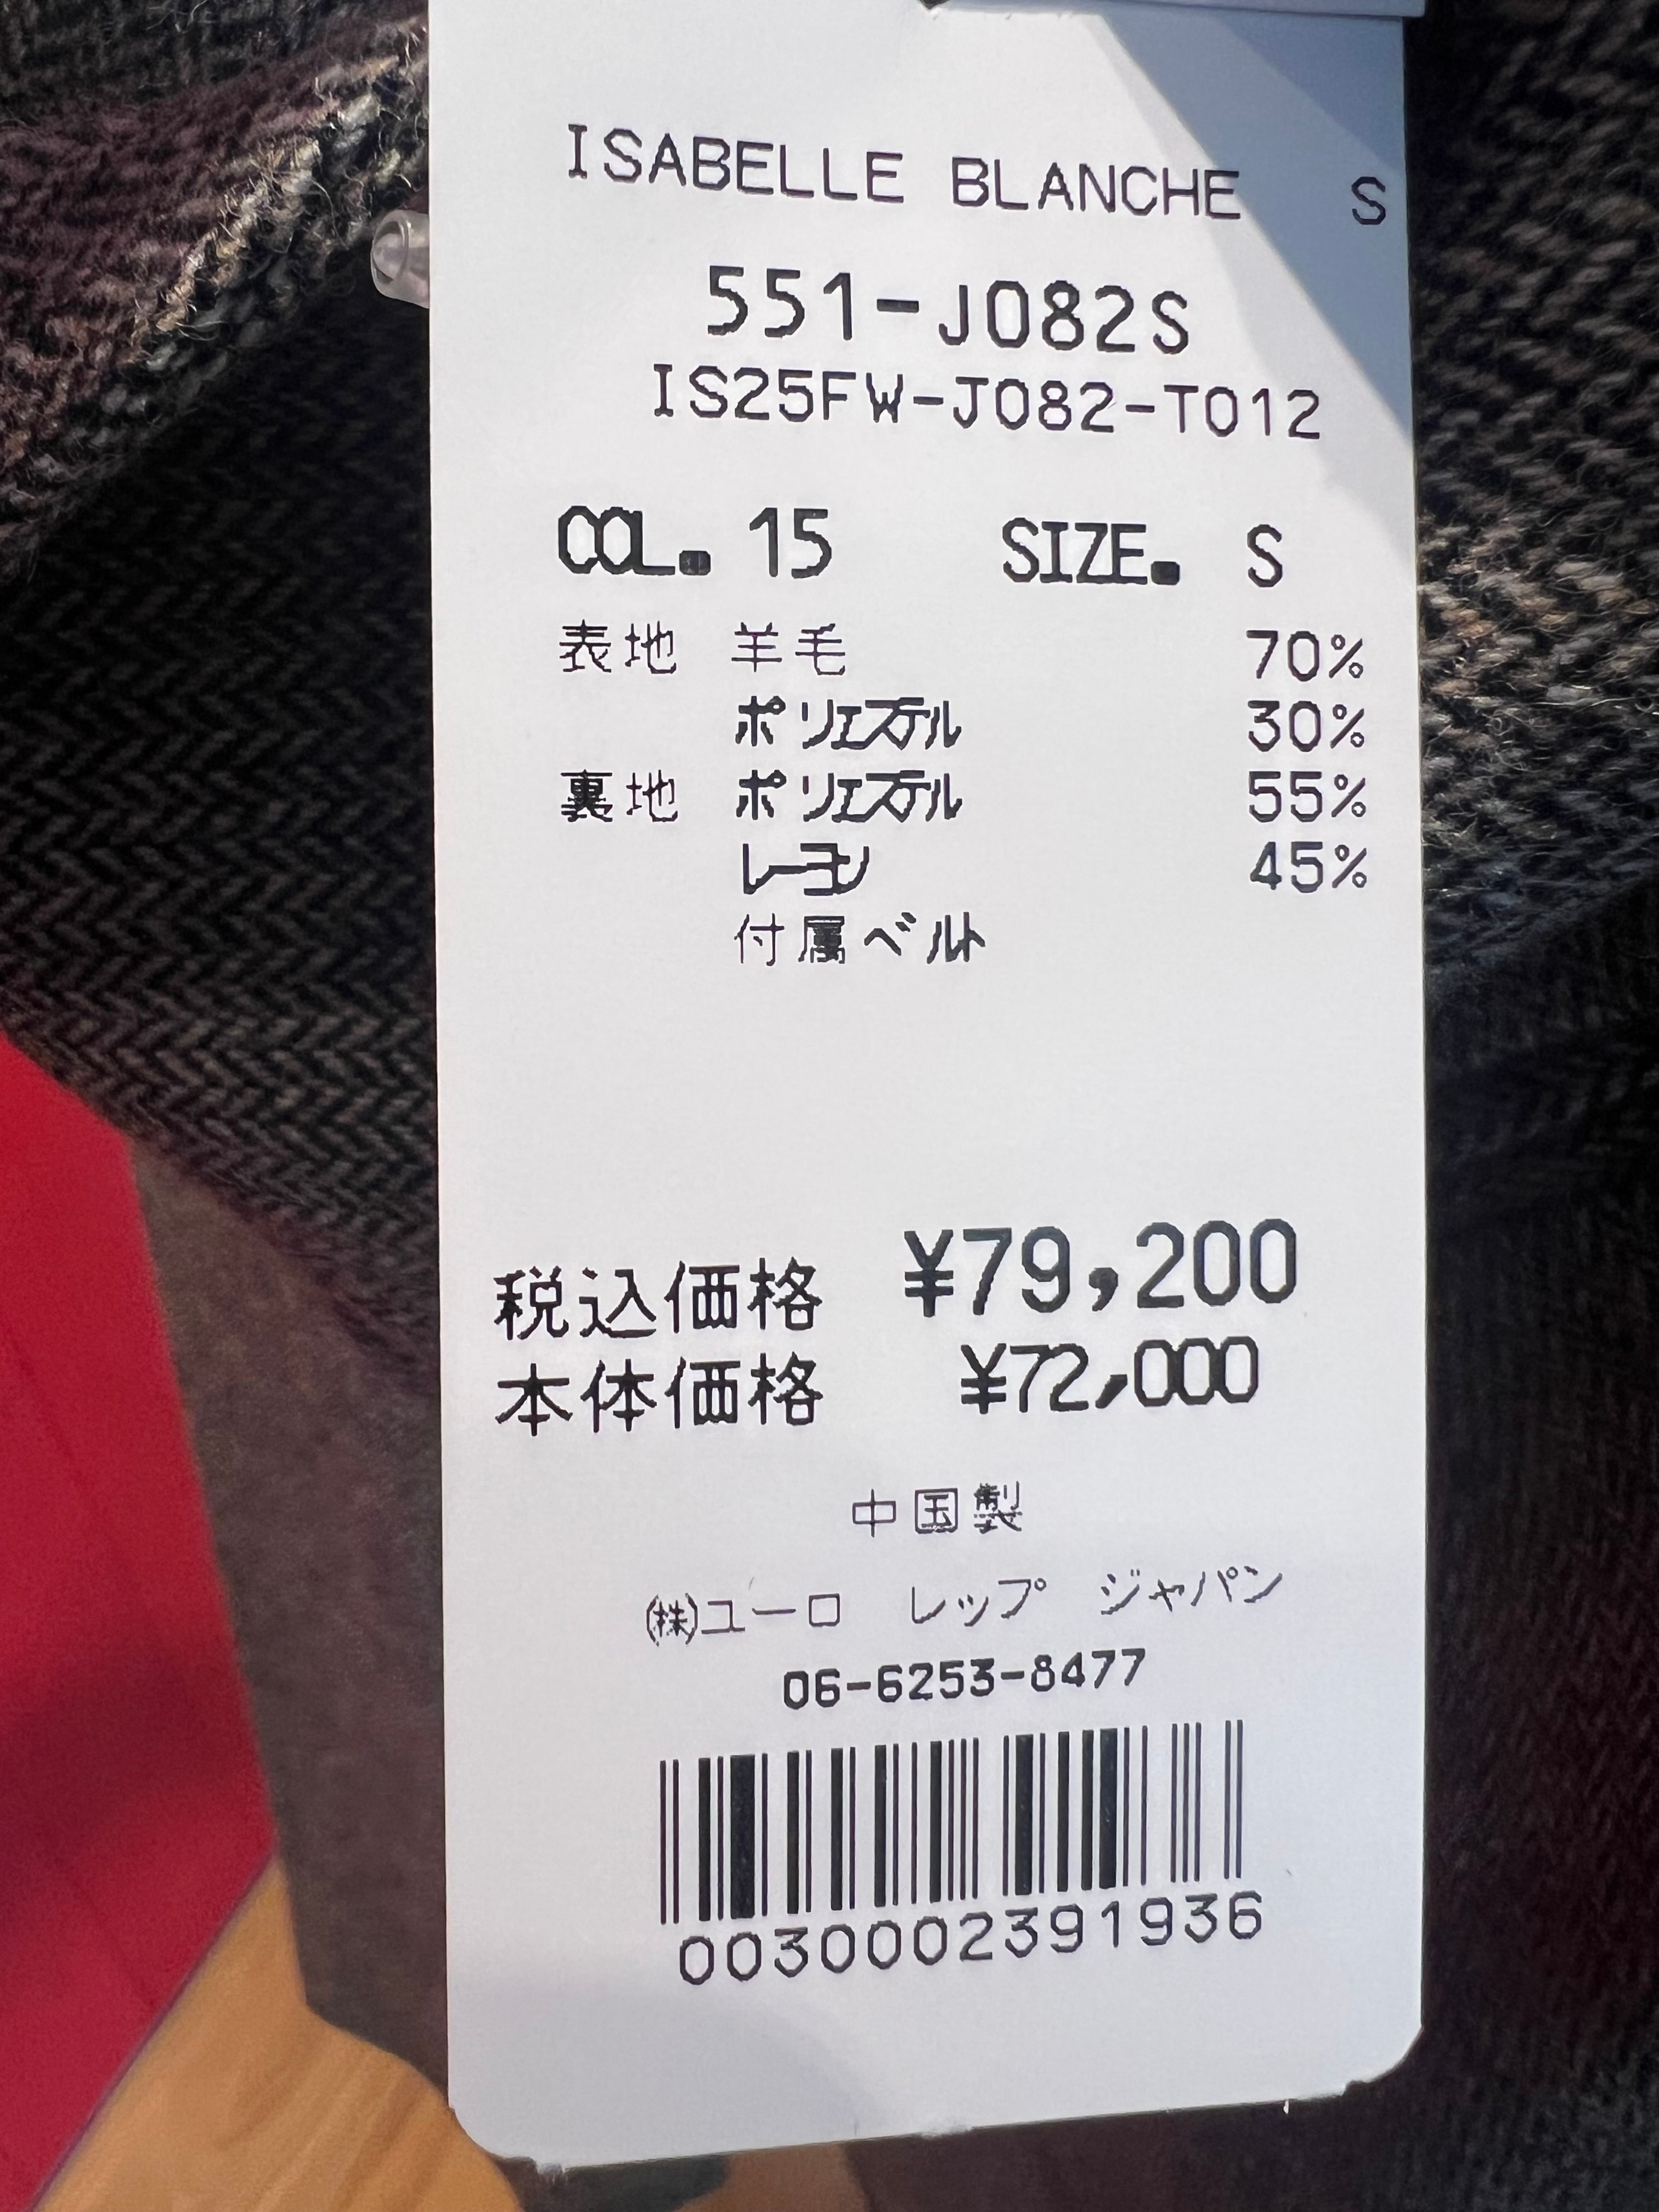 ISABELLE BLANCHE S
551-J082S
IS25FW-J082-T012
COL. 15 SIZE. S
表地 羊毛 70%
ポリエステル 30%
裏地 ポリエステル 55%
レーヨン 45%
付属ベルト
税込価格 ¥79,200
本体価格 ¥72,000
中国製
㈱ユーロ レップ ジャパン
06-6253-8477
0030002391936